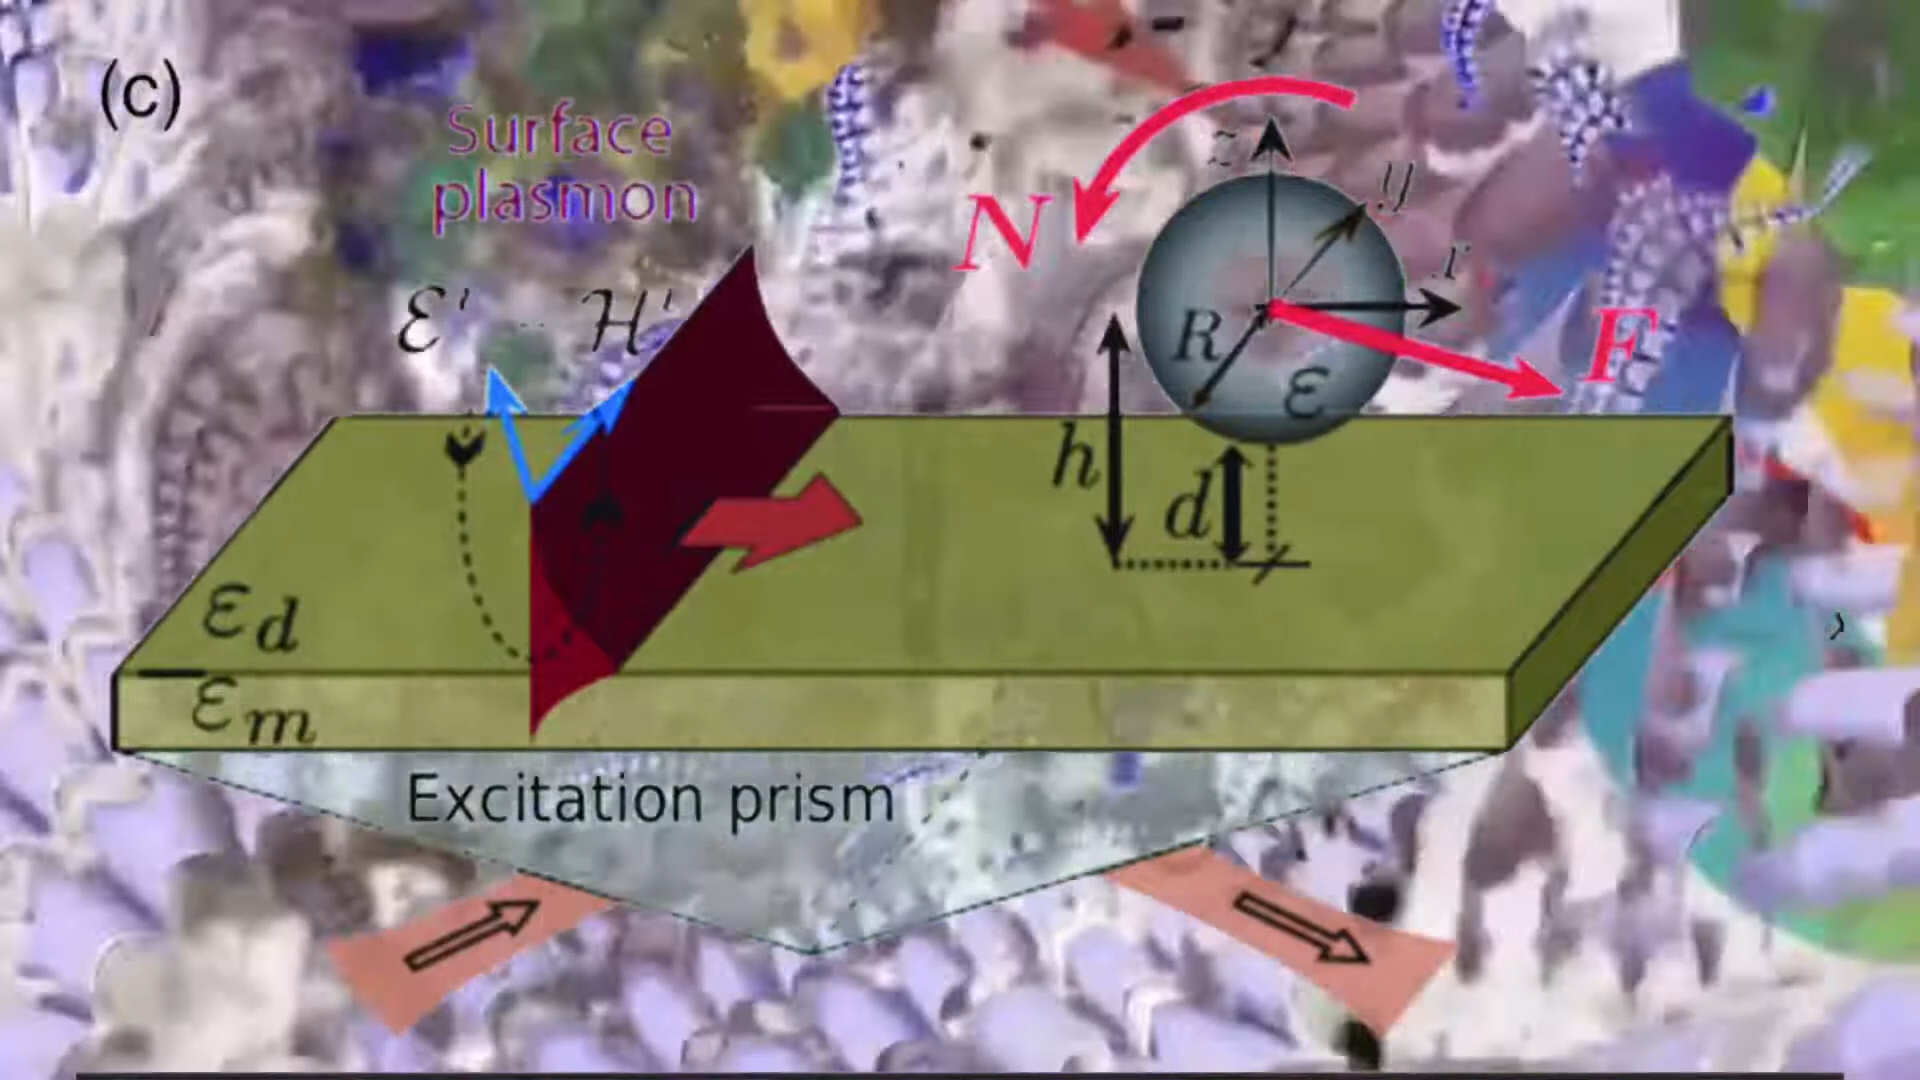 (c)
Surface
plasmon
N
z
y
r
ℰ′
ℋ′
R
ε
F
h
d
ε_d
ε_m
Excitation prism